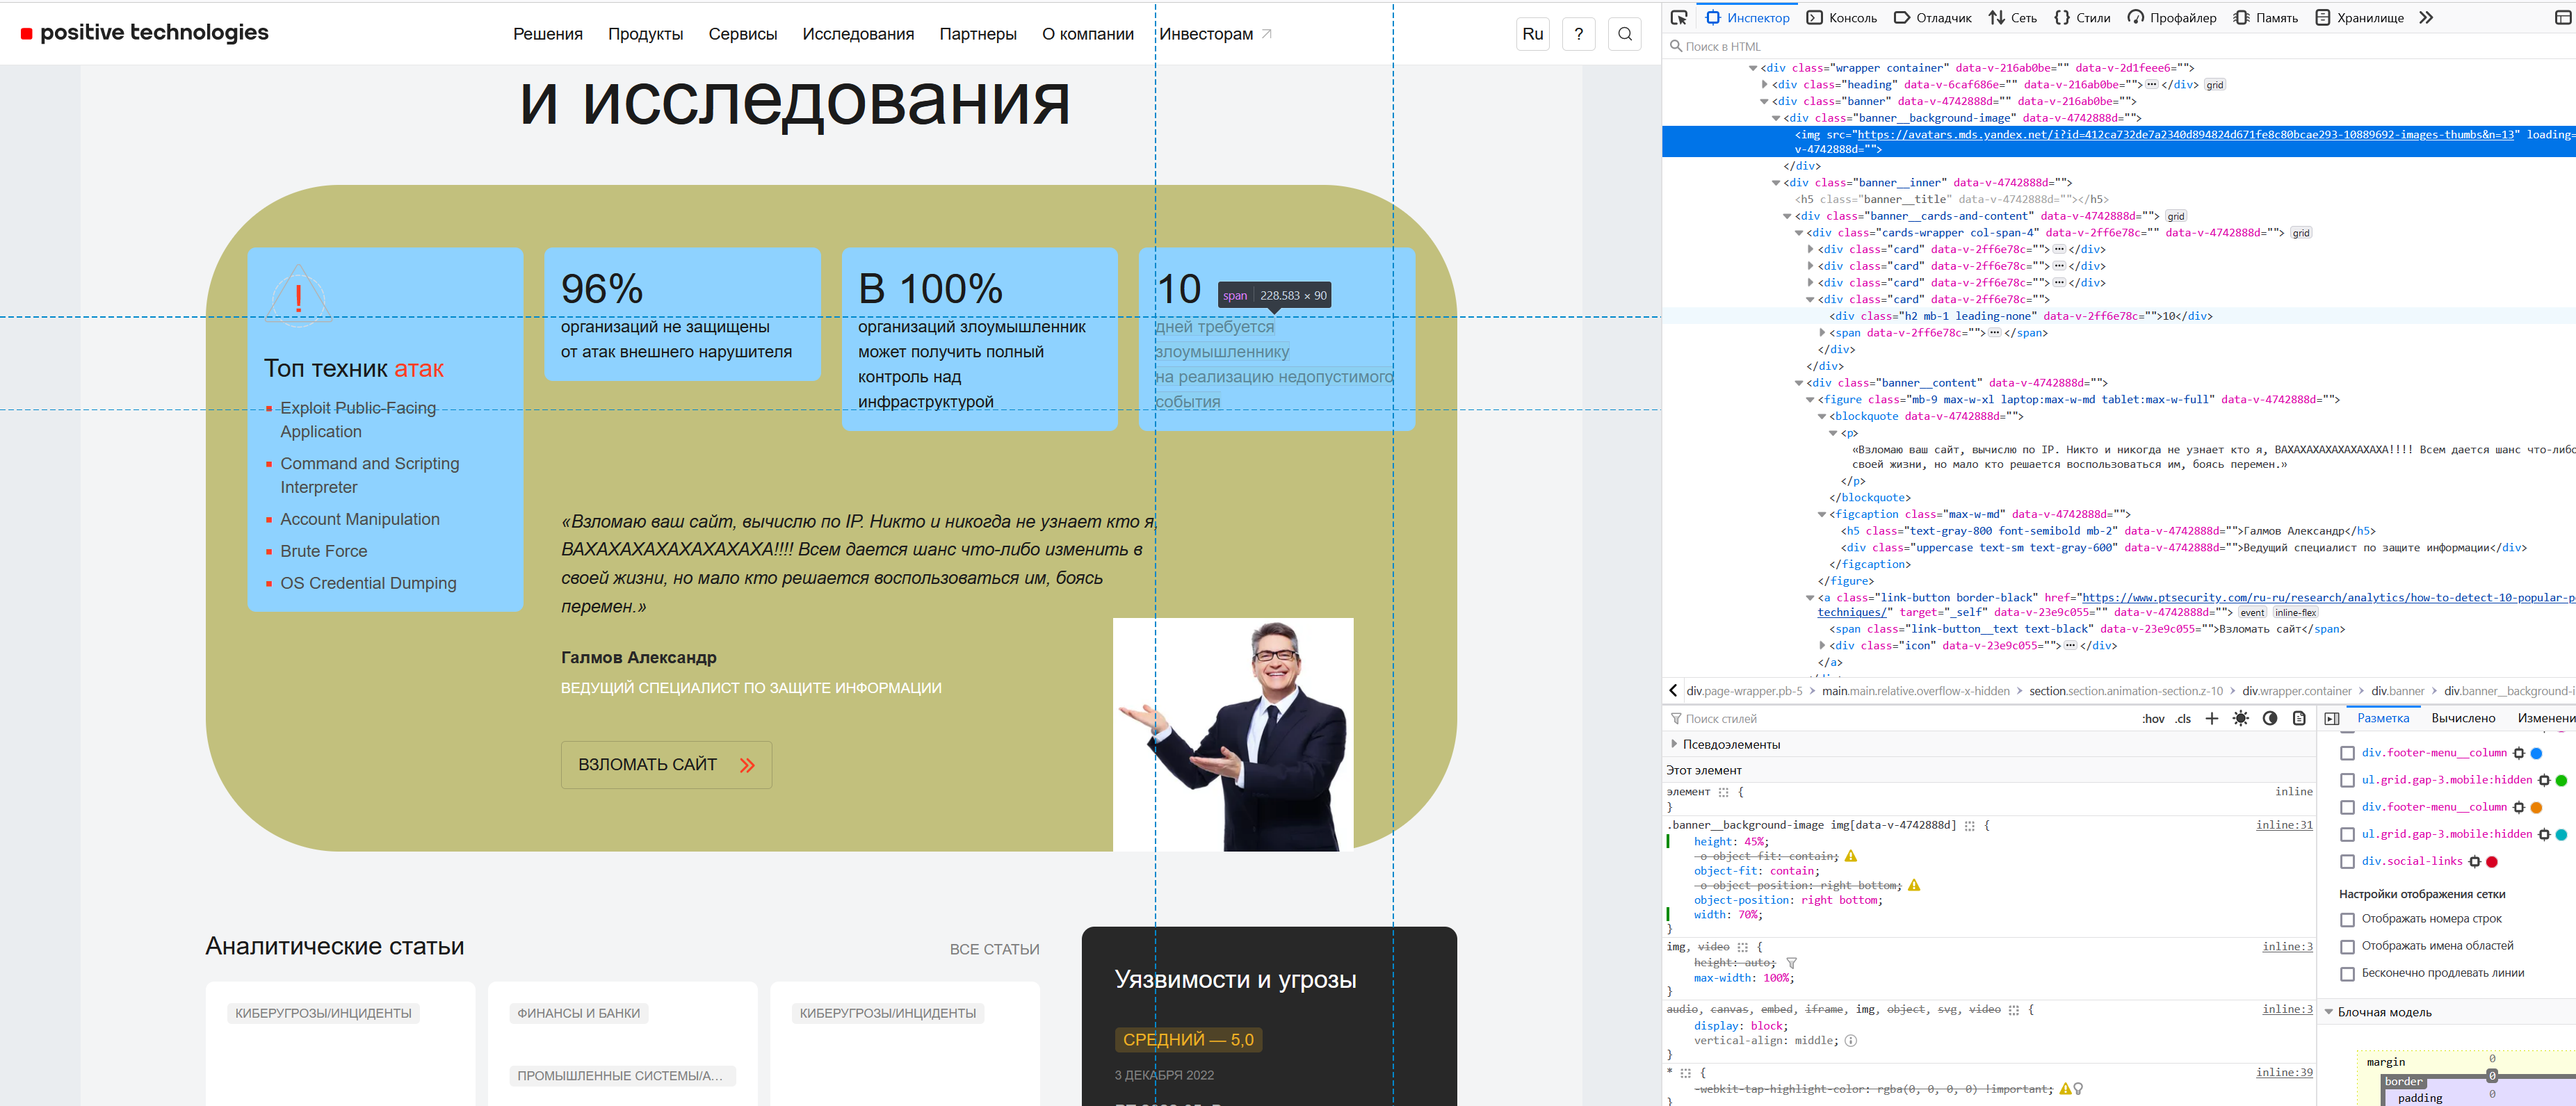 positive technologies
Решения
Продукты
Сервисы
Исследования
Партнеры
О компании
Инвесторам
Ru
?
и исследования
!
Топ техник атак
Exploit Public-Facing
Application
Command and Scripting
Interpreter
Account Manipulation
Brute Force
OS Credential Dumping
96%
организаций не защищены
от атак внешнего нарушителя
В 100%
организаций злоумышленник
может получить полный
контроль над
инфраструктурой
10
span 228.583 × 90
дней требуется
злоумышленнику
на реализацию недопустимого
события
«Взломаю ваш сайт, вычислю по IP. Никто и никогда не узнает кто я,
ВАХАХАХАХАХАХАХАХА!!!! Всем дается шанс что-либо изменить в
своей жизни, но мало кто решается воспользоваться им, боясь
перемен.»
Галмов Александр
ВЕДУЩИЙ СПЕЦИАЛИСТ ПО ЗАЩИТЕ ИНФОРМАЦИИ
ВЗЛОМАТЬ САЙТ
Аналитические статьи
ВСЕ СТАТЬИ
КИБЕРУГРОЗЫ/ИНЦИДЕНТЫ
ФИНАНСЫ И БАНКИ
ПРОМЫШЛЕННЫЕ СИСТЕМЫ/А...
КИБЕРУГРОЗЫ/ИНЦИДЕНТЫ
Уязвимости и угрозы
СРЕДНИЙ — 5,0
3 ДЕКАБРЯ 2022
Инспектор
Консоль
Отладчик
Сеть
Стили
Профайлер
Память
Хранилище
Поиск в HTML
<div class="wrapper container" data-v-216ab0be="" data-v-2d1feee6="">
<div class="heading" data-v-6caf686e="" data-v-216ab0be=""> ··· </div> grid
<div class="banner" data-v-4742888d="" data-v-216ab0be="">
<div class="banner__background-image" data-v-4742888d="">
<img src="https://avatars.mds.yandex.net/i?id=412ca732de7a2340d894824d671fe8c80bcae293-10889692-images-thumbs&n=13" loading=
v-4742888d="">
</div>
<div class="banner__inner" data-v-4742888d="">
<h5 class="banner__title" data-v-4742888d=""></h5>
<div class="banner__cards-and-content" data-v-4742888d=""> grid
<div class="cards-wrapper col-span-4" data-v-2ff6e78c="" data-v-4742888d=""> grid
<div class="card" data-v-2ff6e78c=""> ··· </div>
<div class="card" data-v-2ff6e78c=""> ··· </div>
<div class="card" data-v-2ff6e78c=""> ··· </div>
<div class="card" data-v-2ff6e78c="">
<div class="h2 mb-1 leading-none" data-v-2ff6e78c="">10</div>
<span data-v-2ff6e78c=""> ··· </span>
</div>
</div>
<div class="banner__content" data-v-4742888d="">
<figure class="mb-9 max-w-xl laptop:max-w-md tablet:max-w-full" data-v-4742888d="">
<blockquote data-v-4742888d="">
<p>
«Взломаю ваш сайт, вычислю по IP. Никто и никогда не узнает кто я, ВАХАХАХАХАХАХАХАХА!!!! Всем дается шанс что-либо
своей жизни, но мало кто решается воспользоваться им, боясь перемен.»
</p>
</blockquote>
<figcaption class="max-w-md" data-v-4742888d="">
<h5 class="text-gray-800 font-semibold mb-2" data-v-4742888d="">Галмов Александр</h5>
<div class="uppercase text-sm text-gray-600" data-v-4742888d="">Ведущий специалист по защите информации</div>
</figcaption>
</figure>
<a class="link-button border-black" href="https://www.ptsecurity.com/ru-ru/research/analytics/how-to-detect-10-popular-p
techniques/" target="_self" data-v-23e9c055="" data-v-4742888d=""> event inline-flex
<span class="link-button__text text-black" data-v-23e9c055="">Взломать сайт</span>
<div class="icon" data-v-23e9c055=""> ··· </div>
</a>
div.page-wrapper.pb-5 > main.main.relative.overflow-x-hidden > section.section.animation-section.z-10 > div.wrapper.container > div.banner > div.banner__background-i
Поиск стилей
:hov .cls
Псевдоэлементы
Этот элемент
элемент {
inline
}
.banner__background-image img[data-v-4742888d] {
inline:31
height: 45%;
-o-object-fit: contain;
object-fit: contain;
-o-object-position: right bottom;
object-position: right bottom;
width: 70%;
}
img, video {
inline:3
height: auto;
max-width: 100%;
}
audio, canvas, embed, iframe, img, object, svg, video {
inline:3
display: block;
vertical-align: middle;
}
* {
inline:39
-webkit-tap-highlight-color: rgba(0, 0, 0, 0) !important;
}
Разметка
Вычислено
Изменени
div.footer-menu__column
ul.grid.gap-3.mobile:hidden
div.footer-menu__column
ul.grid.gap-3.mobile:hidden
div.social-links
Настройки отображения сетки
Отображать номера строк
Отображать имена областей
Бесконечно продлевать линии
Блочная модель
margin
0
border
0
padding
0